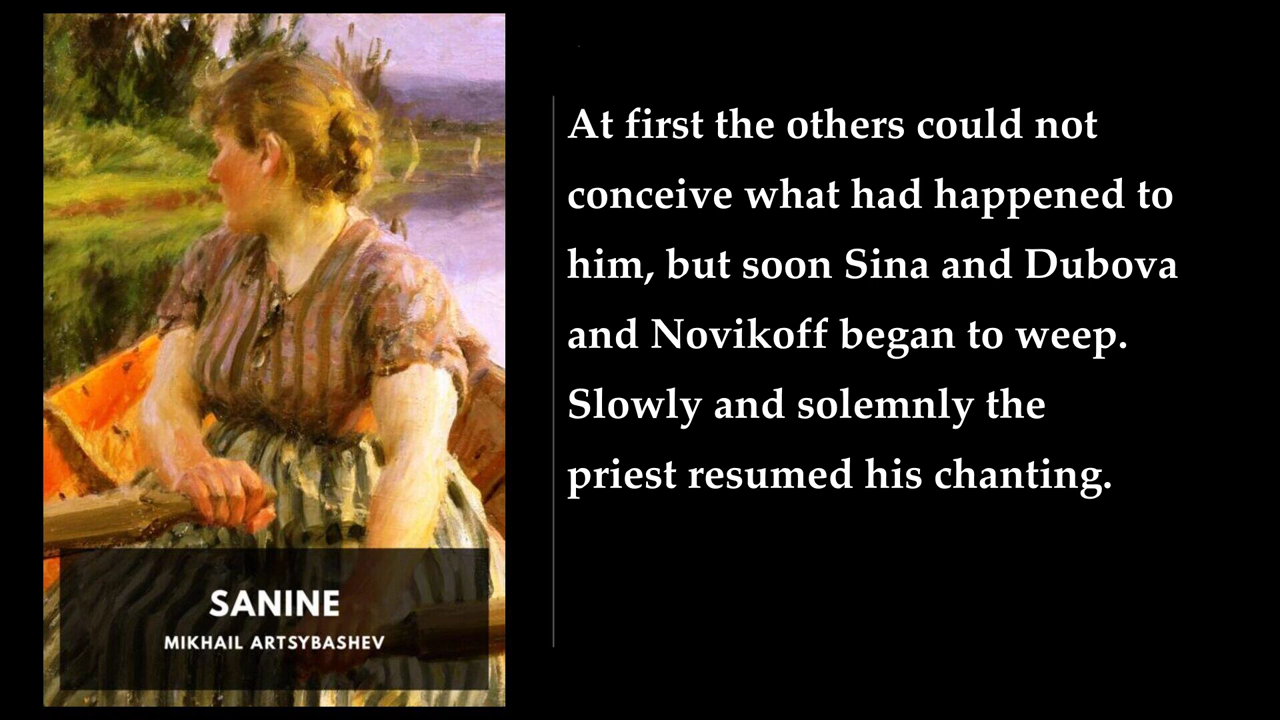 SANINE
MIKHAIL ARTSYBASHEV
At first the others could not
conceive what had happened to
him, but soon Sina and Dubova
and Novikoff began to weep.
Slowly and solemnly the
priest resumed his chanting.